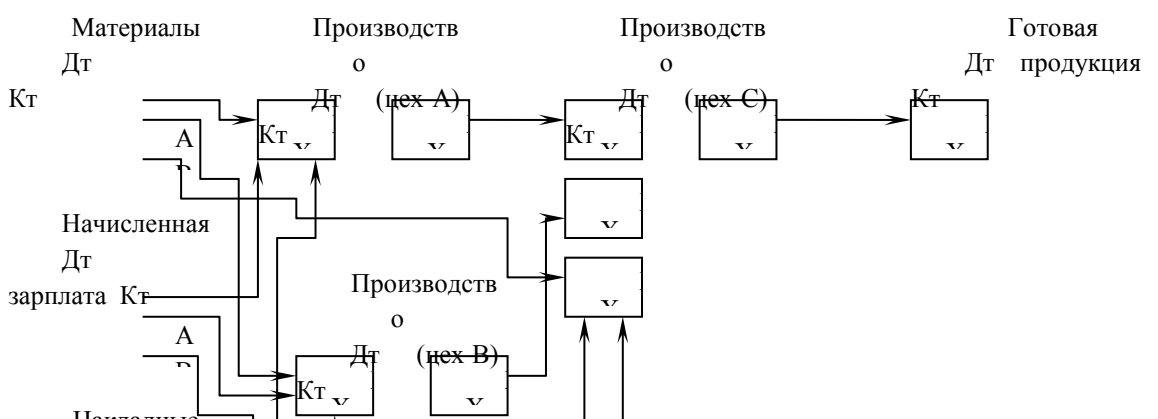 Материалы Производств Производств Готовая
Дт о о Дт продукция
Кт Дт (цех А) Дт (цех С) Кт
Кт Кт
А
Начисленная
Дт
зарплата Кт
Производств
о
А
Дт (цех В)
Кт
Накладные